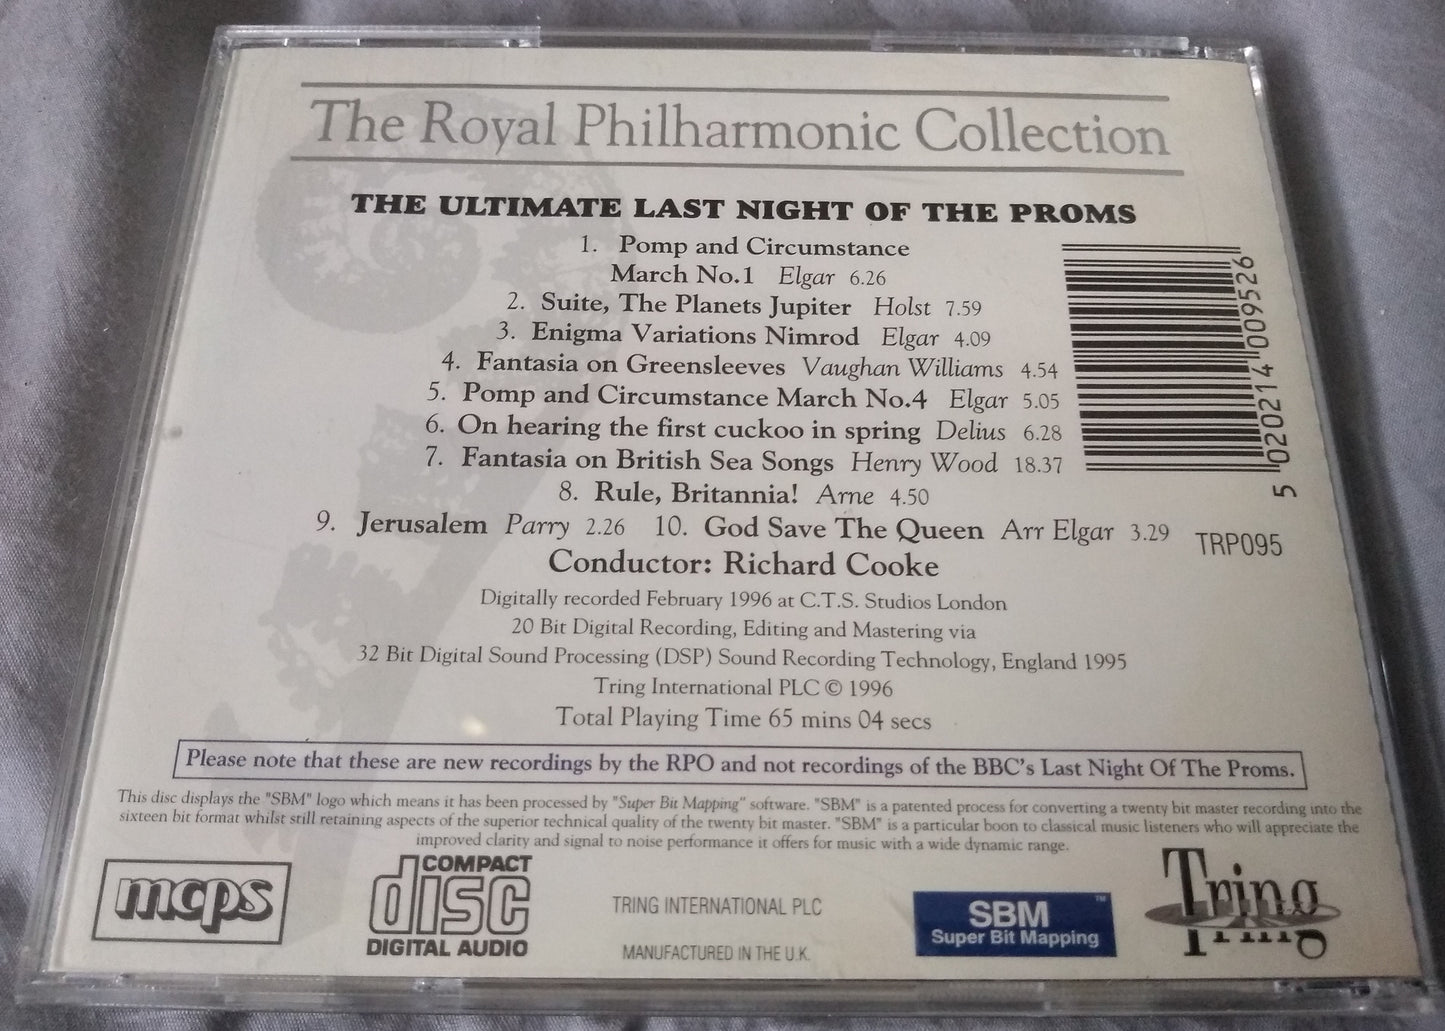 The Royal Philharmonic Collection
THE ULTIMATE LAST NIGHT OF THE PROMS
1. Pomp and Circumstance
March No.1 Elgar 6.26
2. Suite, The Planets Jupiter Holst 7.59
3. Enigma Variations Nimrod Elgar 4.09
4. Fantasia on Greensleeves Vaughan Williams 4.54
5. Pomp and Circumstance March No.4 Elgar 5.05
6. On hearing the first cuckoo in spring Delius 6.28
7. Fantasia on British Sea Songs Henry Wood 18.37
8. Rule, Britannia! Arne 4.50
9. Jerusalem Parry 2.26 10. God Save The Queen Arr Elgar 3.29
5 020214 009526
TRP095
Conductor: Richard Cooke
Digitally recorded February 1996 at C.T.S. Studios London
20 Bit Digital Recording, Editing and Mastering via
32 Bit Digital Sound Processing (DSP) Sound Recording Technology, England 1995
Tring International PLC © 1996
Total Playing Time 65 mins 04 secs
Please note that these are new recordings by the RPO and not recordings of the BBC's Last Night Of The Proms.
This disc displays the "SBM" logo which means it has been processed by "Super Bit Mapping" software. "SBM" is a patented process for converting a twenty bit master recording into the
sixteen bit format whilst still retaining aspects of the superior technical quality of the twenty bit master. "SBM" is a particular boon to classical music listeners who will appreciate the
improved clarity and signal to noise performance it offers for music with a wide dynamic range.
mcps
COMPACT
disc
DIGITAL AUDIO
TRING INTERNATIONAL PLC
MANUFACTURED IN THE U.K.
SBM ™
Super Bit Mapping
Tring